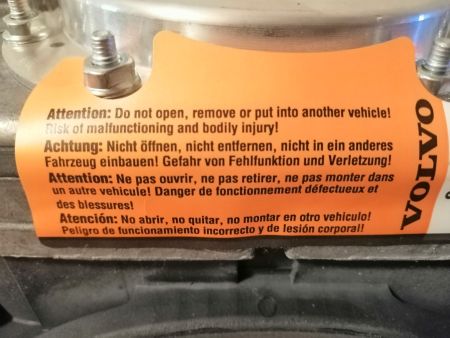 Attention: Do not open, remove or put into another vehicle!
Risk of malfunctioning and bodily injury!
Achtung: Nicht öffnen, nicht entfernen, nicht in ein anderes
Fahrzeug einbauen! Gefahr von Fehlfunktion und Verletzung!
Attention: Ne pas ouvrir, ne pas retirer, ne pas monter dans
un autre vehicule! Danger de fonctionnement défectueux et
des blessures!
Atención: No abrir, no quitar, no montar en otro vehiculo!
Peligro de funcionamiento incorrecto y de lesión corporal!
VOLVO